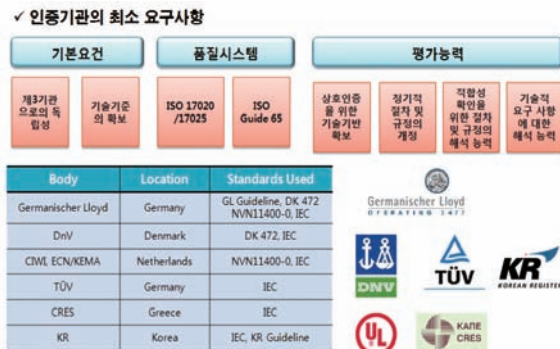 ✓ 인증기관의 최소 요구사항
기본요건
품질시스템
평가능력
제3기관
으로의 독
립성
기술기준
의 확보
ISO 17020
/17025
ISO
Guide 65
상호인증
을 위한
기술기반
확보
정기적
절차 및
규정의
개정
적합성
확인을
위한 절차
및 규정의
해석 능력
기술적
요구 사항
에 대한
해석 능력
Body Location Standards Used
Germanischer Lloyd Germany GL Guideline, DK 472
NVN11400-0, IEC
DnV Denmark DK 472, IEC
CIWI, ECN/KEMA Netherlands NVN11400-0, IEC
TÜV Germany IEC
CRES Greece IEC
KR Korea IEC, KR Guideline
Germanischer Lloyd
OPERATING 24/7
DNV
TÜV
KR
KOREAN REGISTER
UL
KAΠE
CRES